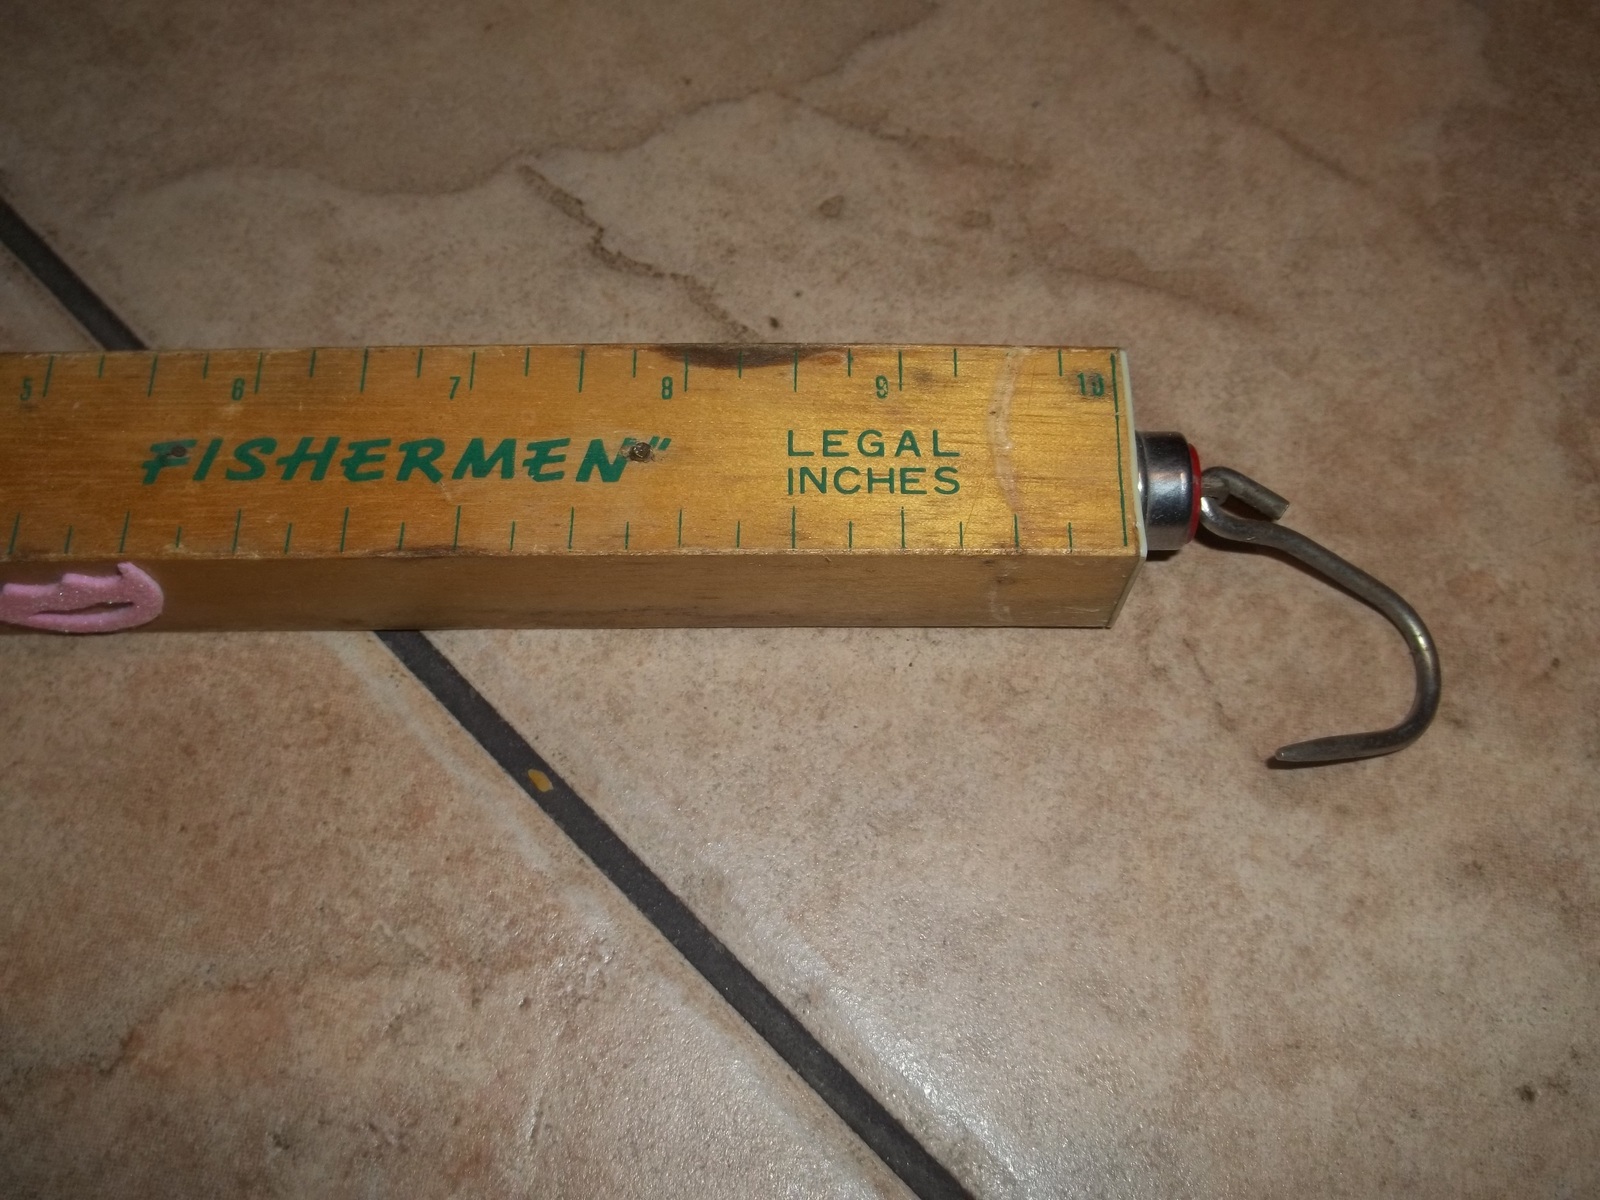 5 6 7 8 9 10
FISHERMEN"
LEGAL
INCHES